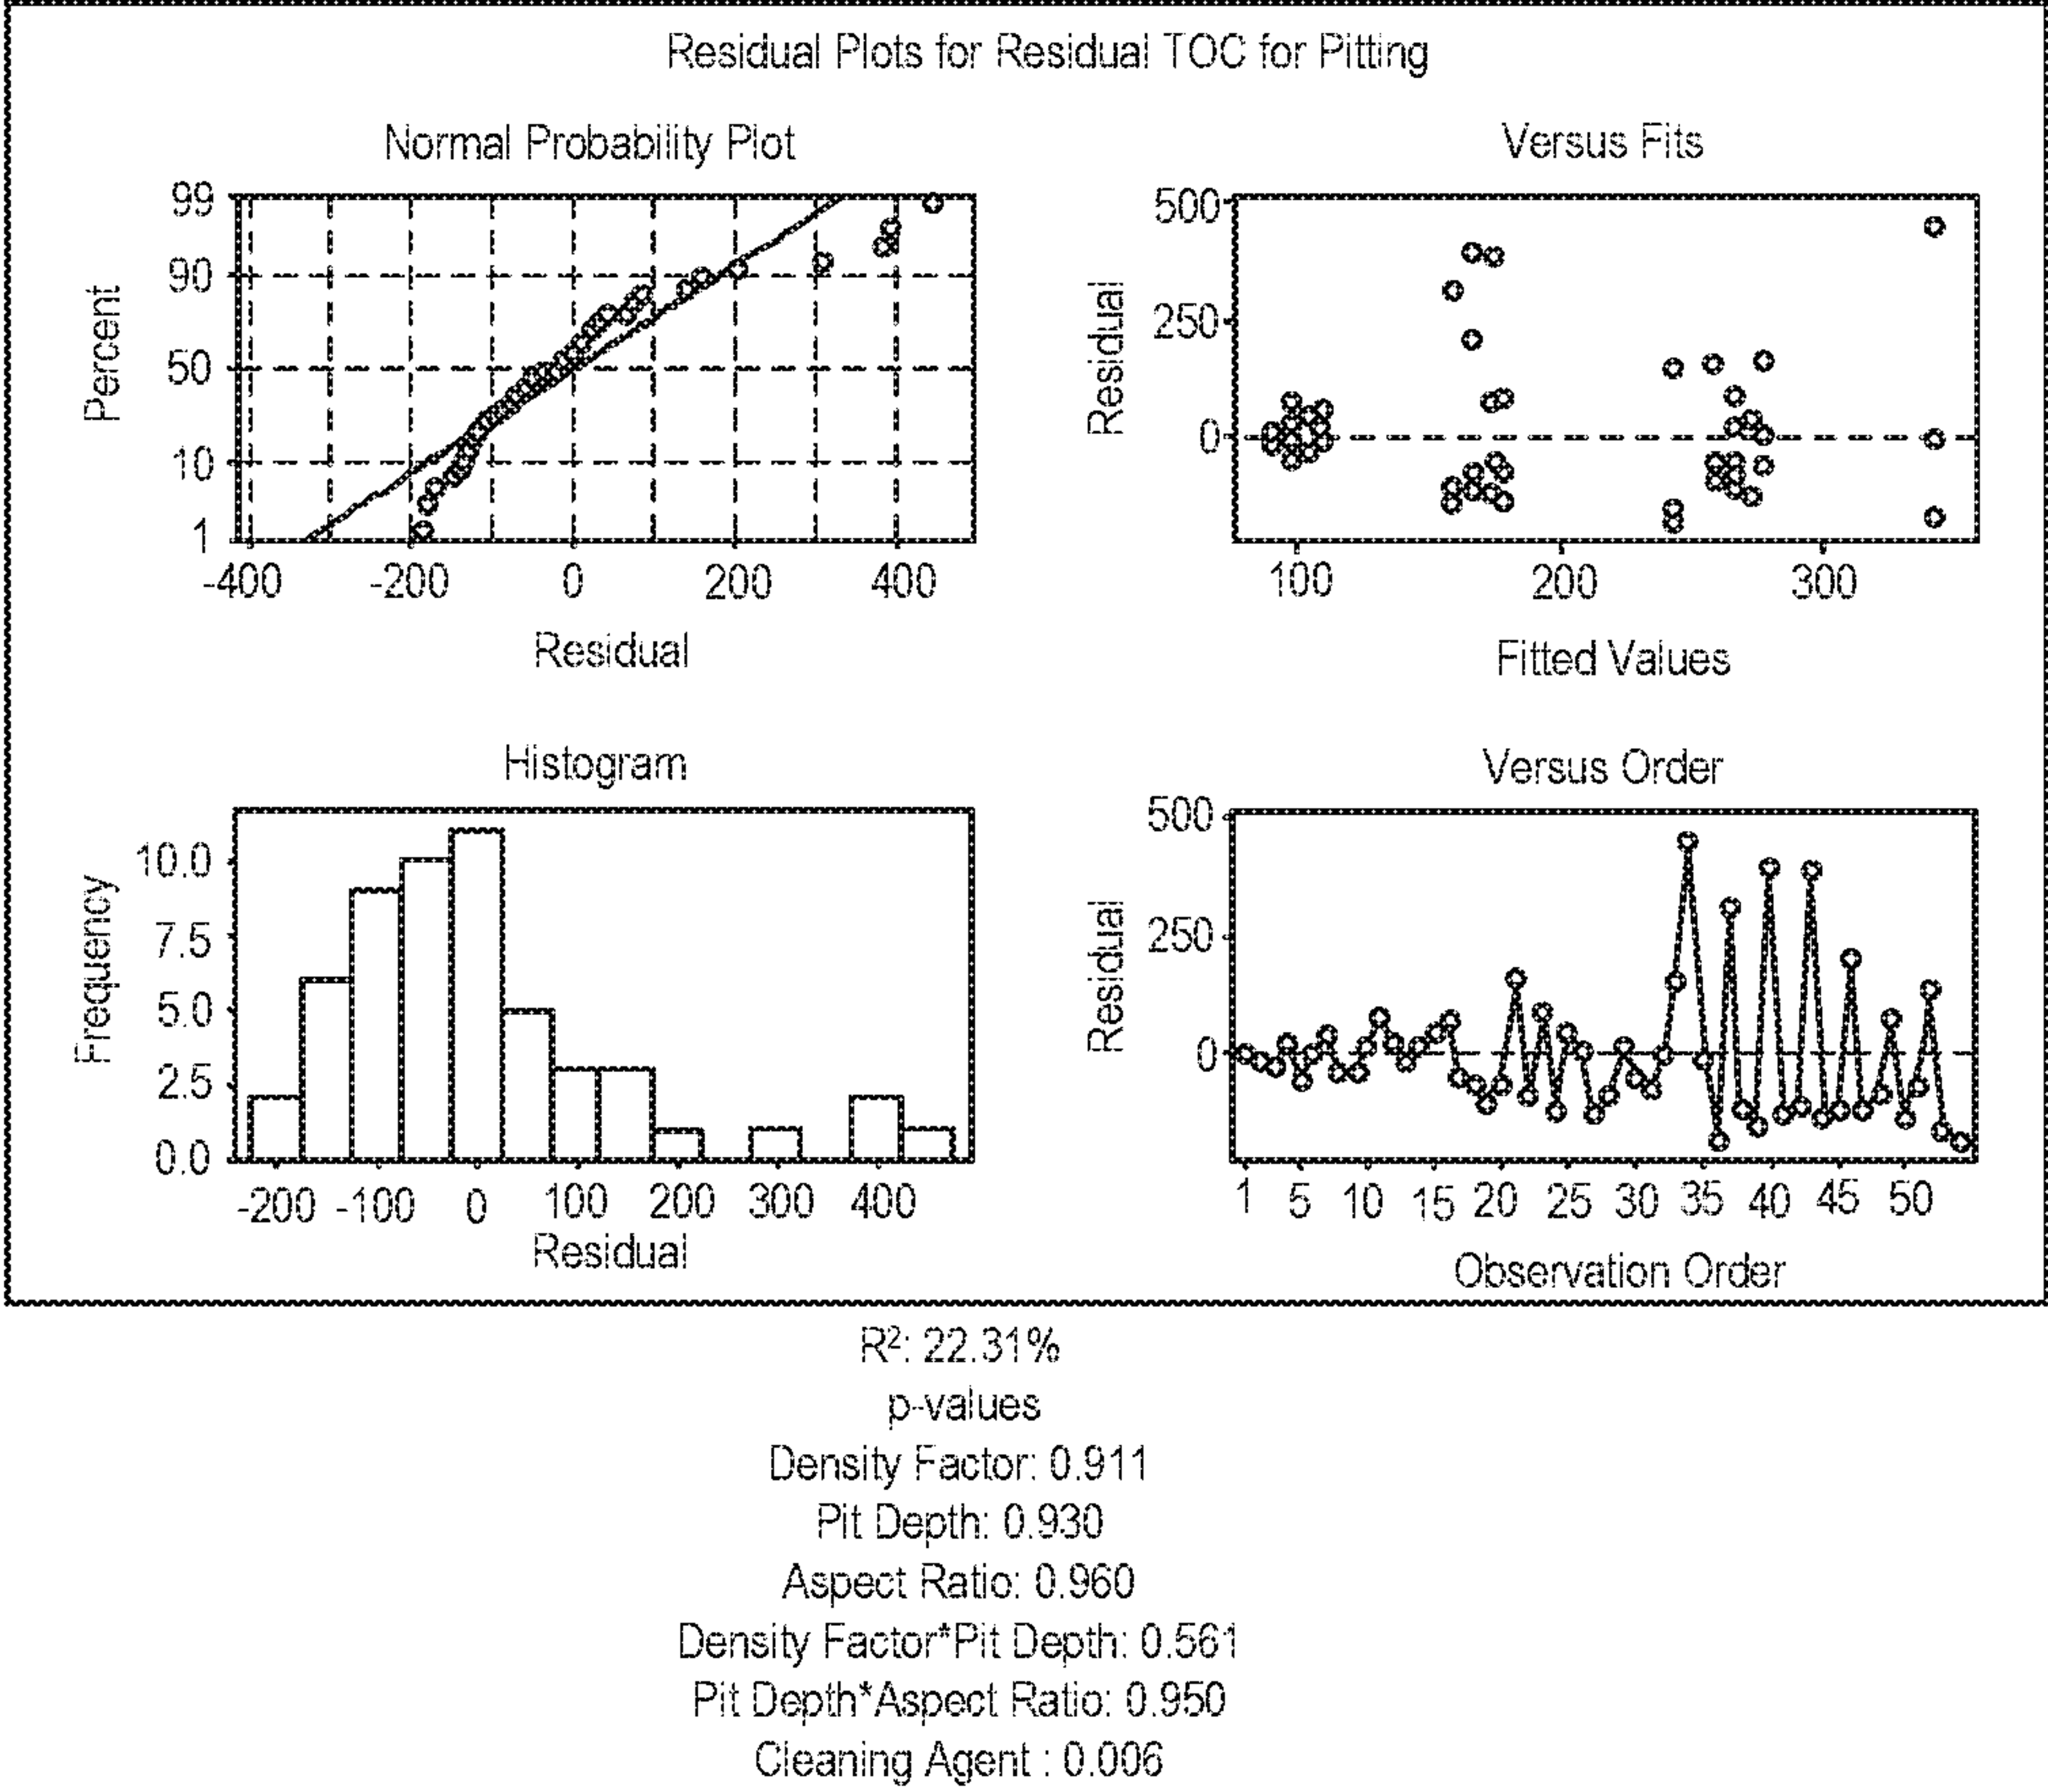 Residual Plots for Residual TOC for Pitting
Normal Probability Plot
Percent
99
90
50
10
1
-400 -200 0 200 400
Residual
Versus Fits
Residual
500
250
0
100 200 300
Fitted Values
Histogram
Frequency
10.0
7.5
5.0
2.5
0.0
-200 -100 0 100 200 300 400
Residual
Versus Order
Residual
500
250
0
1 5 10 15 20 25 30 35 40 45 50
Observation Order
R²: 22.31%
p-values
Density Factor: 0.911
Pit Depth: 0.930
Aspect Ratio: 0.960
Density Factor*Pit Depth: 0.561
Pit Depth*Aspect Ratio: 0.950
Cleaning Agent : 0.006